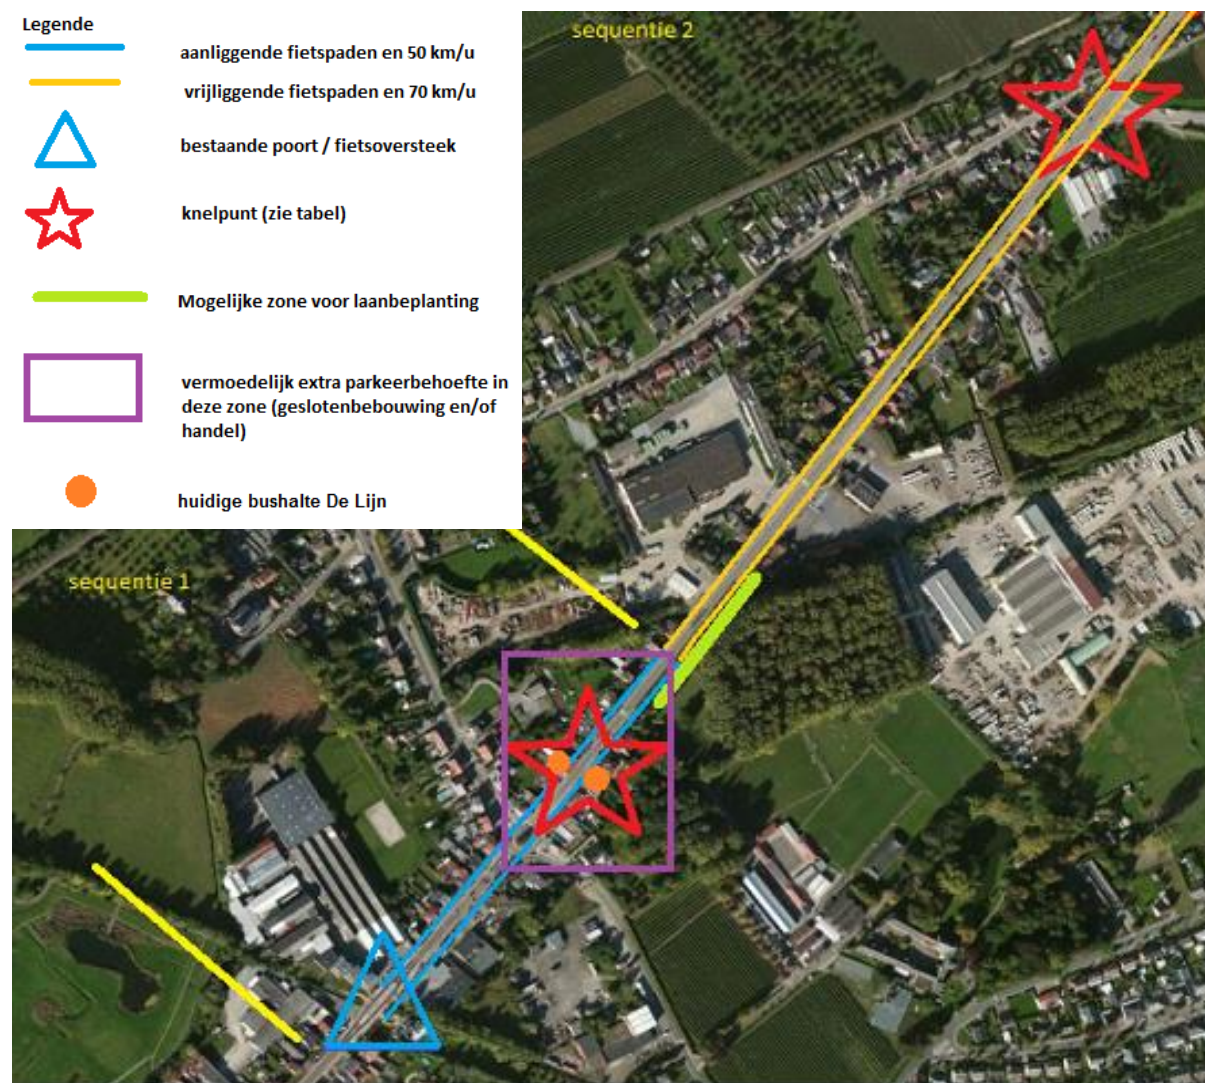 Legende
aanliggende fietspaden en 50 km/u
vrijliggende fietspaden en 70 km/u
bestaande poort / fietsoversteek
knelpunt (zie tabel)
Mogelijke zone voor laanbeplanting
vermoedelijk extra parkeerbehoefte in
deze zone (geslotenbebouwing en/of
handel)
huidige bushalte De Lijn
sequentie 2
sequentie 1